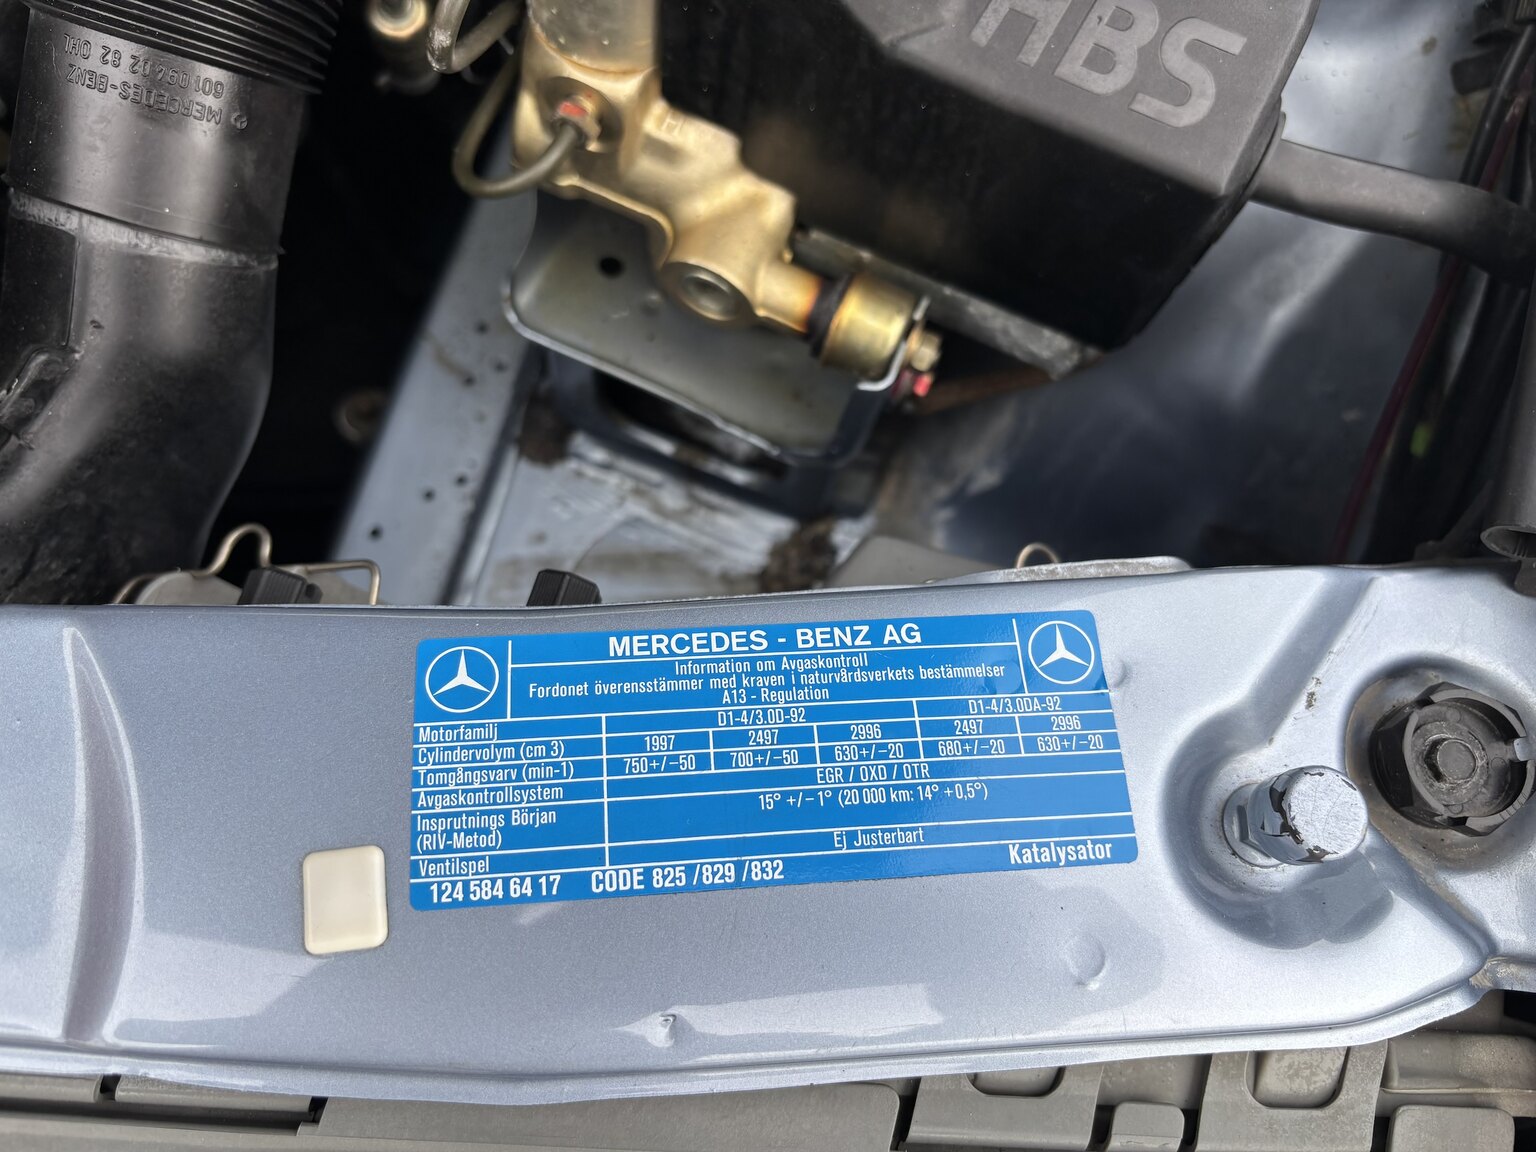 MERCEDES-BENZ
601 094 02 82 OHL
ABS
MERCEDES - BENZ AG
Information om Avgaskontroll
Fordonet överensstämmer med kraven i naturvårdsverkets bestämmelser
A13 - Regulation
Motorfamilj D1-4/3.0D-92 D1-4/3.0DA-92
Cylindervolym (cm 3) 1997 2497 2996 2497 2996
Tomgångsvarv (min-1) 750+/-50 700+/-50 630+/-20 680+/-20 630+/-20
Avgaskontrollsystem EGR / OXD / OTR
Insprutnings Början 15° +/-1° (20 000 km: 14° +0,5°)
(RIV-Metod)
Ventilspel Ej Justerbart
124 584 64 17 CODE 825 /829 /832 Katalysator